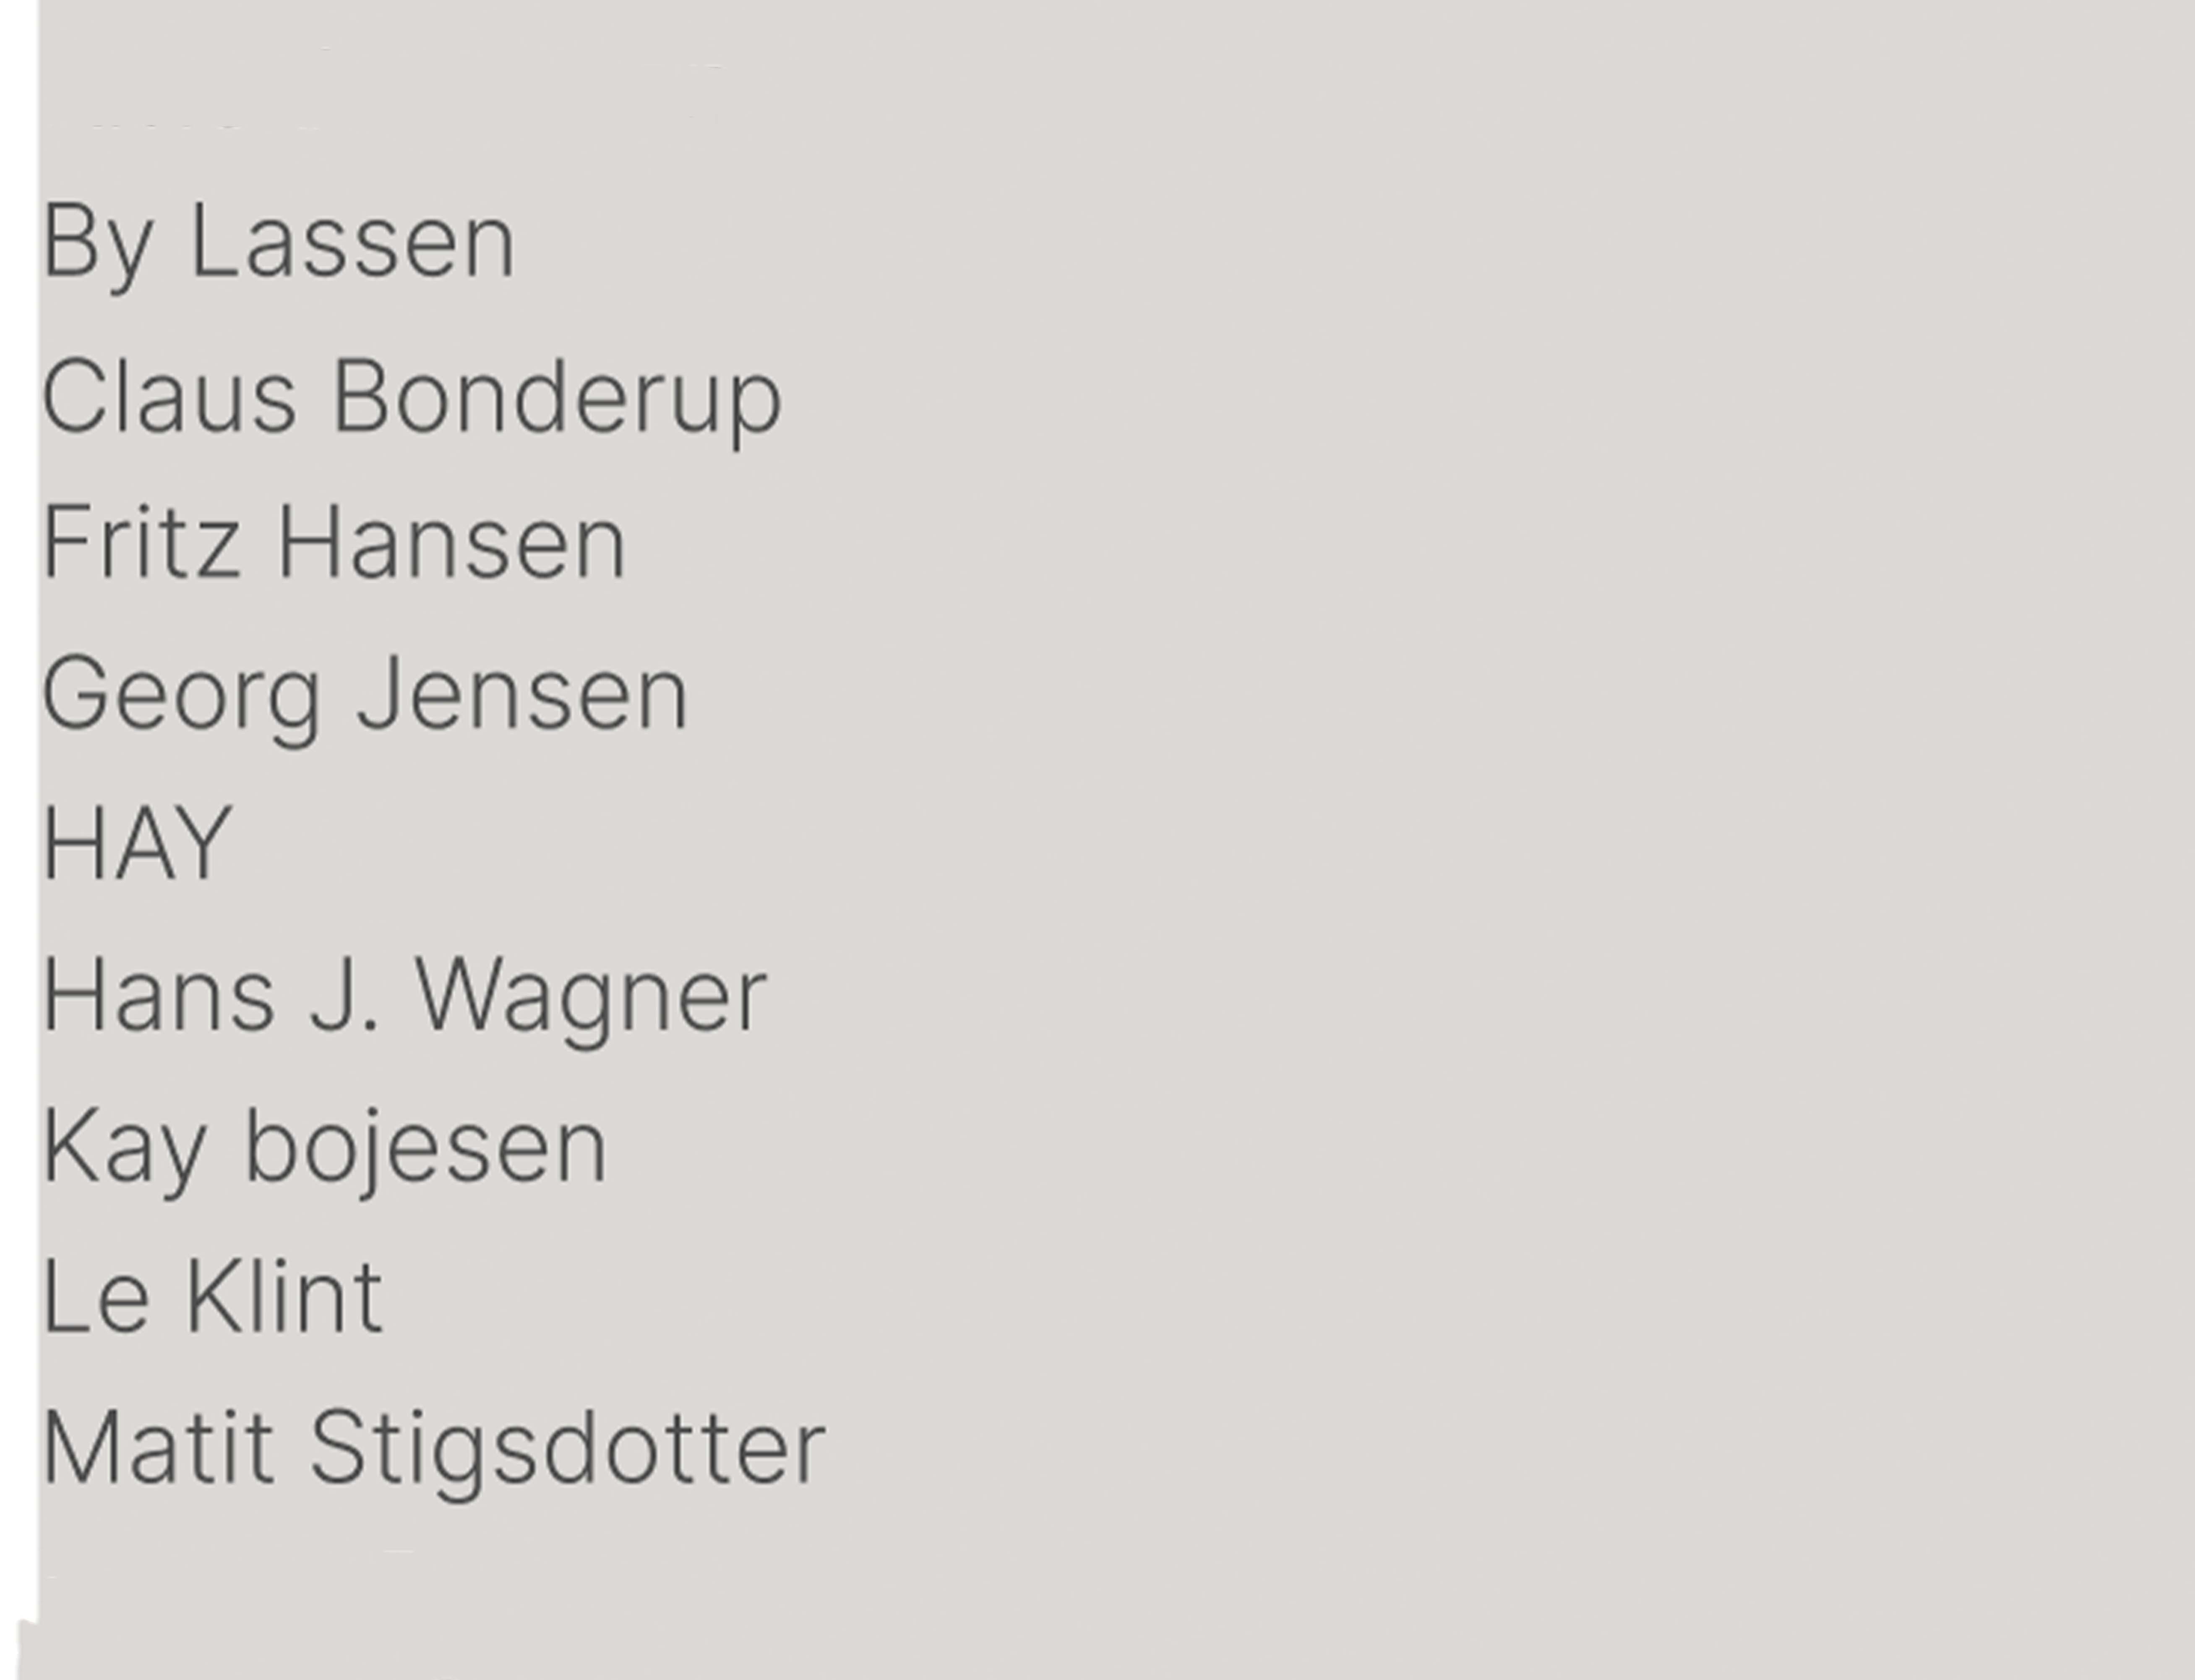 By Lassen
Claus Bonderup
Fritz Hansen
Georg Jensen
HAY
Hans J. Wagner
Kay bojesen
Le Klint
Matit Stigsdotter